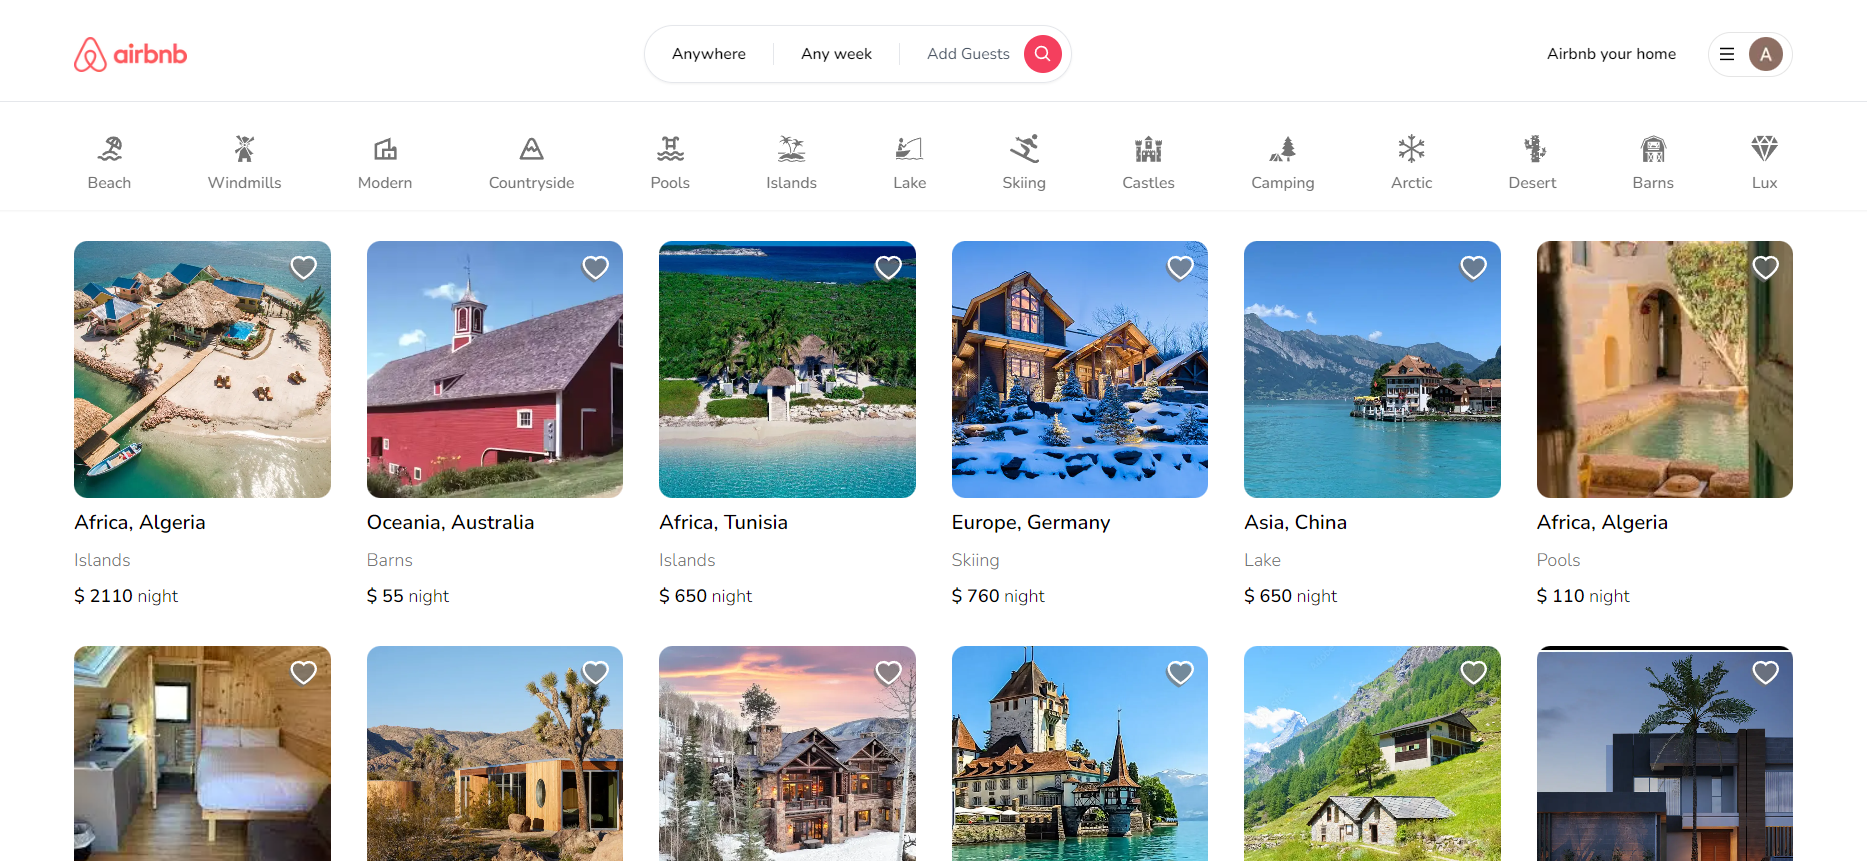 airbnb
Anywhere
Any week
Add Guests
Airbnb your home
A
Beach
Windmills
Modern
Countryside
Pools
Islands
Lake
Skiing
Castles
Camping
Arctic
Desert
Barns
Lux
Africa, Algeria
Islands
$ 2110 night
Oceania, Australia
Barns
$ 55 night
Africa, Tunisia
Islands
$ 650 night
Europe, Germany
Skiing
$ 760 night
Asia, China
Lake
$ 650 night
Africa, Algeria
Pools
$ 110 night